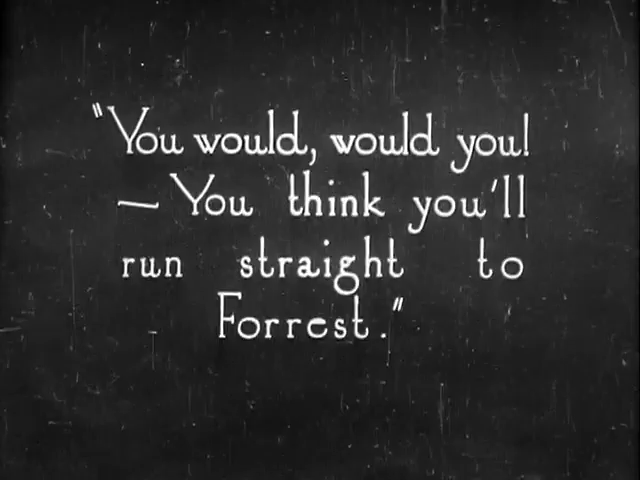 "You would, would you!
— You think you'll
run straight to
Forrest."